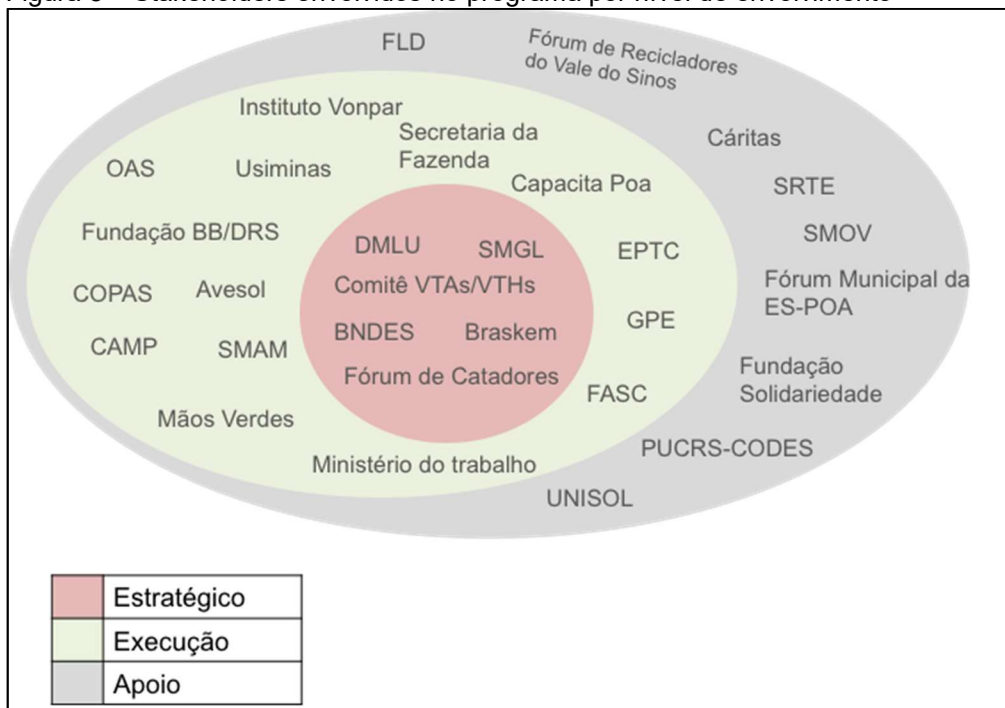 FLD
Fórum de Recicladores
do Vale do Sinos
Instituto Vonpar
Secretaria da
Fazenda
Cáritas
OAS
Usiminas
Capacita Poa
SRTE
Fundação BB/DRS
DMLU
SMGL
EPTC
SMOV
COPAS
Avesol
Comitê VTAs/VTHs
Fórum Municipal da
ES-POA
CAMP
SMAM
BNDES
Braskem
GPE
Fórum de Catadores
FASC
Fundação
Solidariedade
Mãos Verdes
Ministério do trabalho
PUCRS-CODES
UNISOL
Estratégico
Execução
Apoio